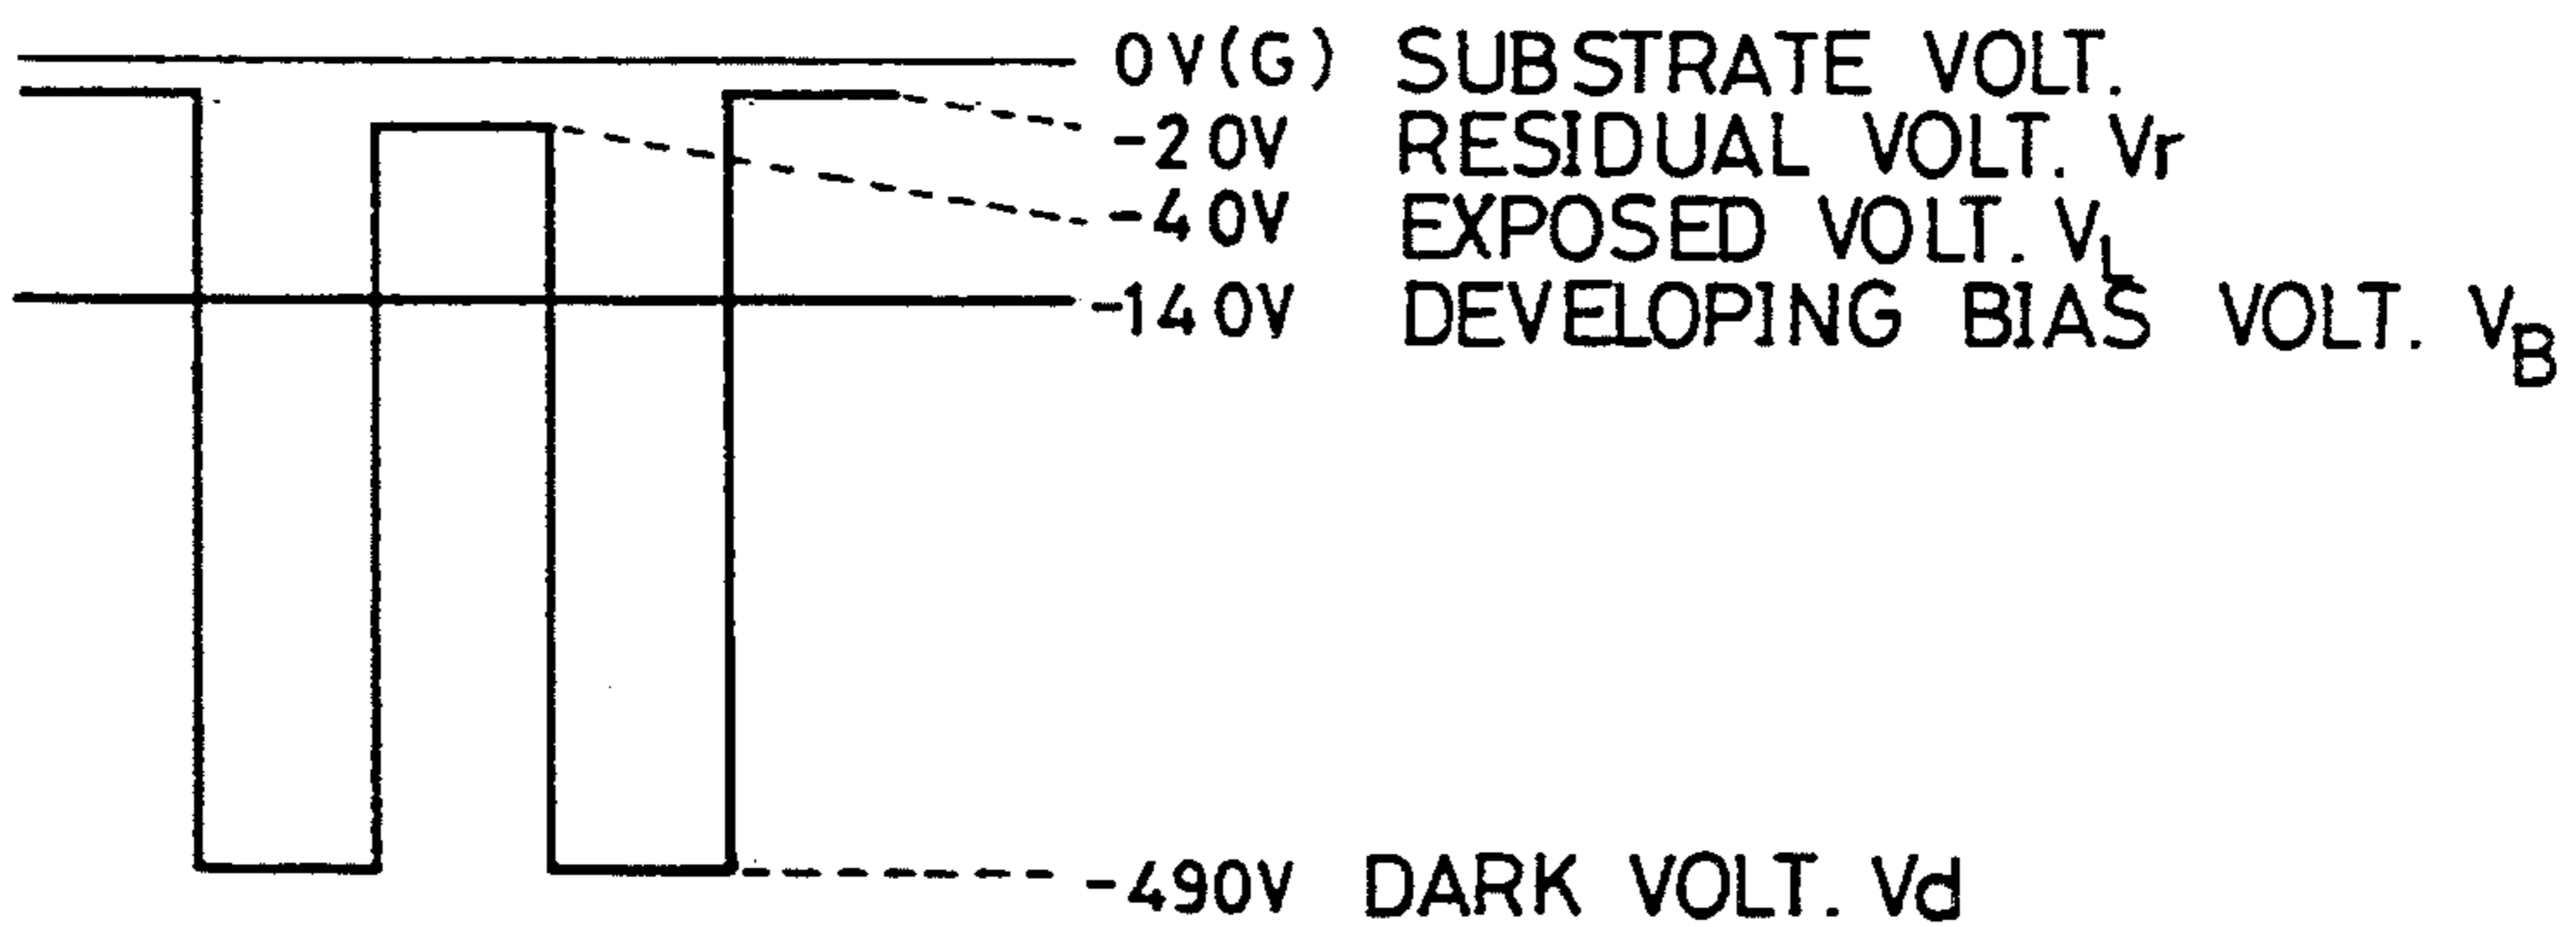 0V(G) SUBSTRATE VOLT.
-20V RESIDUAL VOLT. Vr
-40V EXPOSED VOLT. VL
-140V DEVELOPING BIAS VOLT. VB
-490V DARK VOLT. Vd